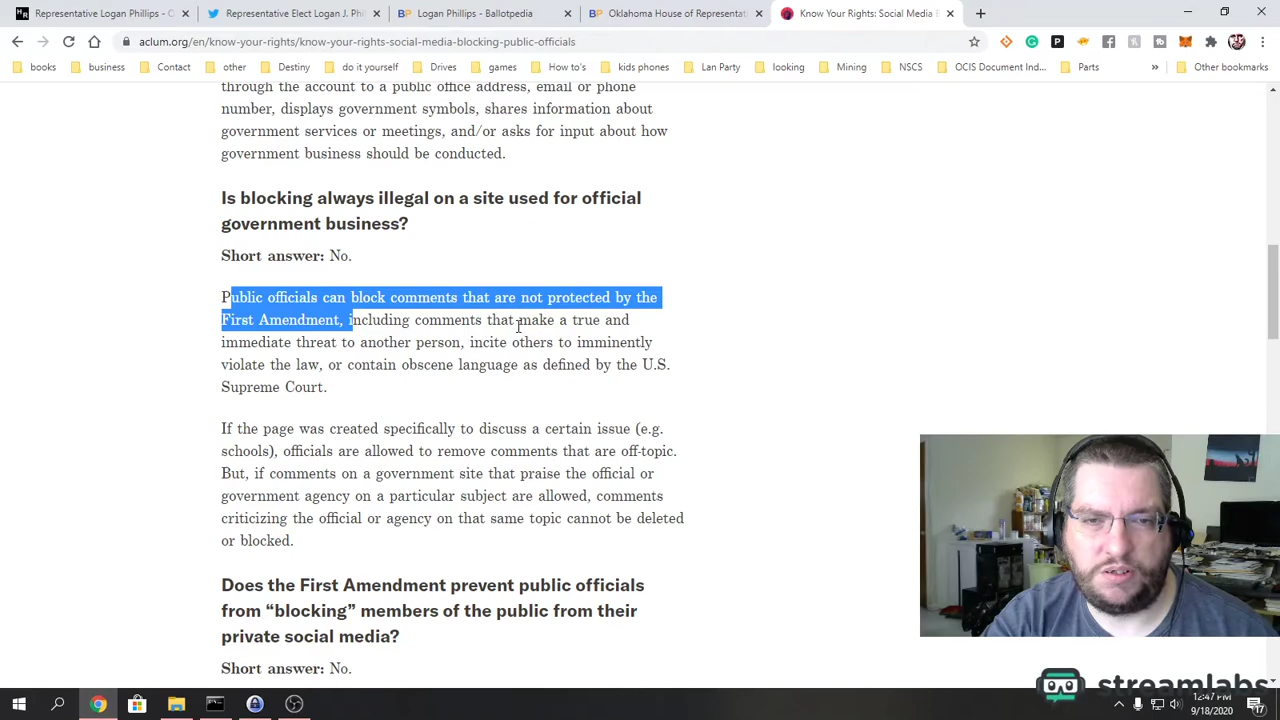 Representative Logan Phillips - C
Representative Elect Logan J. Phi
Logan Phillips - Ballotpedia
Oklahoma House of Representat
Know Your Rights: Social Media B
aclum.org/en/know-your-rights/know-your-rights-social-media-blocking-public-officials
books business Contact other Destiny do it yourself Drives games How to's kids phones Lan Party looking Mining NSCS OCIS Document Ind... Parts » Other bookmarks
through the account to a public office address, email or phone
number, displays government symbols, shares information about
government services or meetings, and/or asks for input about how
government business should be conducted.
Is blocking always illegal on a site used for official
government business?
Short answer: No.
Public officials can block comments that are not protected by the
First Amendment, including comments that make a true and
immediate threat to another person, incite others to imminently
violate the law, or contain obscene language as defined by the U.S.
Supreme Court.
If the page was created specifically to discuss a certain issue (e.g.
schools), officials are allowed to remove comments that are off-topic.
But, if comments on a government site that praise the official or
government agency on a particular subject are allowed, comments
criticizing the official or agency on that same topic cannot be deleted
or blocked.
Does the First Amendment prevent public officials
from “blocking” members of the public from their
private social media?
Short answer: No.
streamlabs
12:47 PM
9/18/2020
17